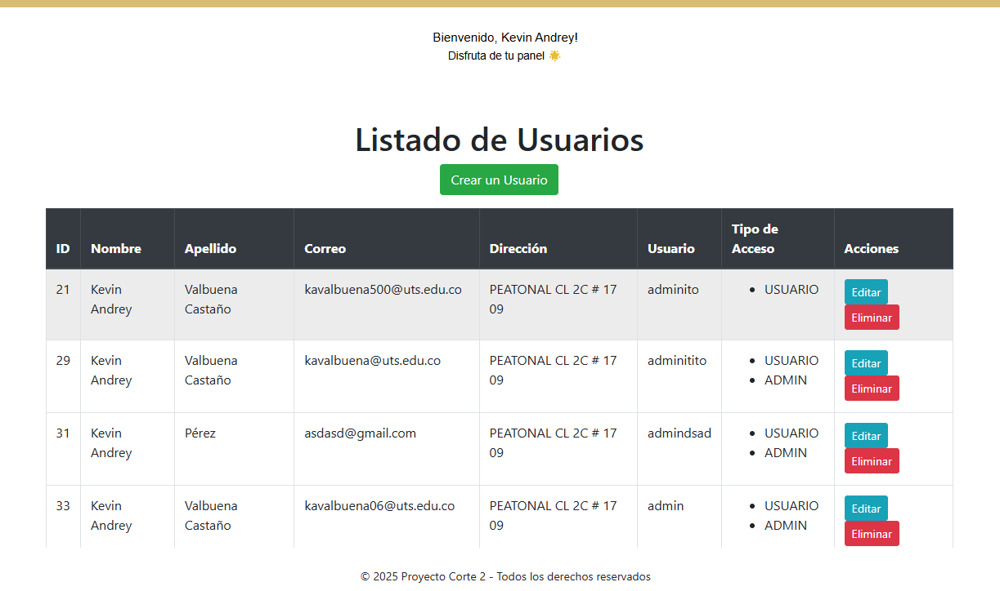 Bienvenido, Kevin Andrey!
Disfruta de tu panel 🌟
Listado de Usuarios
Crear un Usuario
ID Nombre Apellido Correo Dirección Usuario Tipo de Acceso Acciones
21 Kevin Andrey Valbuena Castaño kavalbuena500@uts.edu.co PEATONAL CL 2C # 17 09 adminito • USUARIO Editar Eliminar
29 Kevin Andrey Valbuena Castaño kavalbuena@uts.edu.co PEATONAL CL 2C # 17 09 adminitito • USUARIO • ADMIN Editar Eliminar
31 Kevin Andrey Pérez asdasd@gmail.com PEATONAL CL 2C # 17 09 admindsad • USUARIO • ADMIN Editar Eliminar
33 Kevin Andrey Valbuena Castaño kavalbuena06@uts.edu.co PEATONAL CL 2C # 17 09 admin • USUARIO • ADMIN Editar Eliminar
© 2025 Proyecto Corte 2 - Todos los derechos reservados